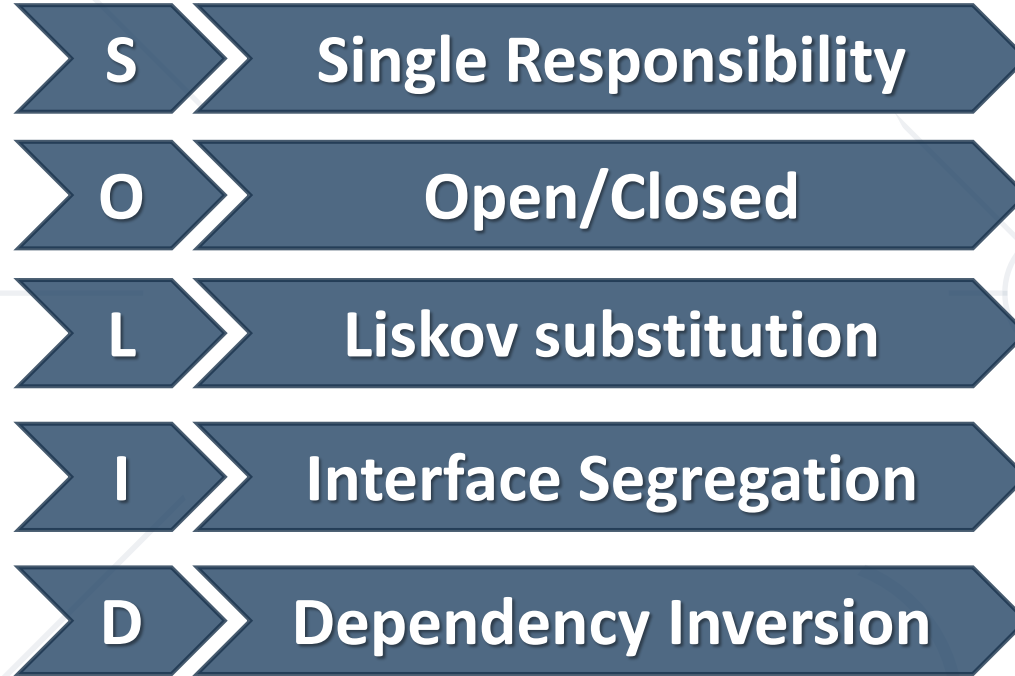 S Single Responsibility
O Open/Closed
L Liskov substitution
I Interface Segregation
D Dependency Inversion